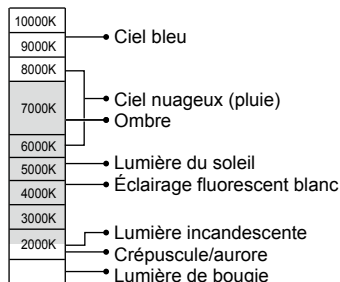 10000K
9000K
8000K
7000K
6000K
5000K
4000K
3000K
2000K
Ciel bleu
Ciel nuageux (pluie)
Ombre
Lumière du soleil
Éclairage fluorescent blanc
Lumière incandescente
Crépuscule/aurore
Lumière de bougie